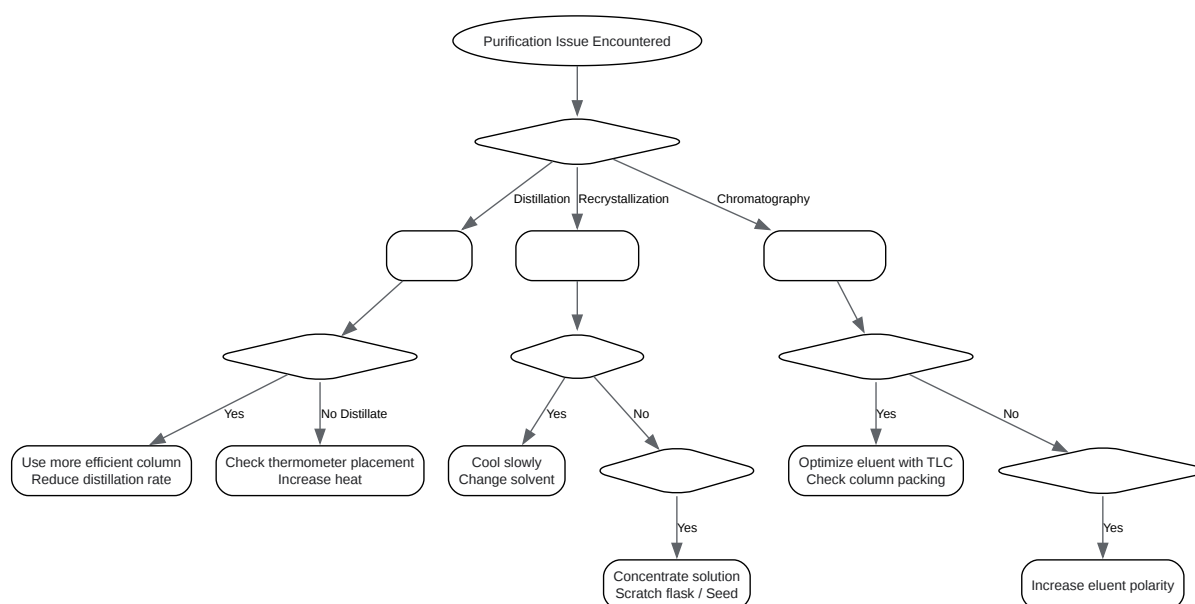 Purification Issue Encountered
Distillation
Recrystallization
Chromatography
Yes
No Distillate
Yes
No
Yes
No
Use more efficient column
Reduce distillation rate
Check thermometer placement
Increase heat
Cool slowly
Change solvent
Optimize eluent with TLC
Check column packing
Yes
Yes
Concentrate solution
Scratch flask / Seed
Increase eluent polarity